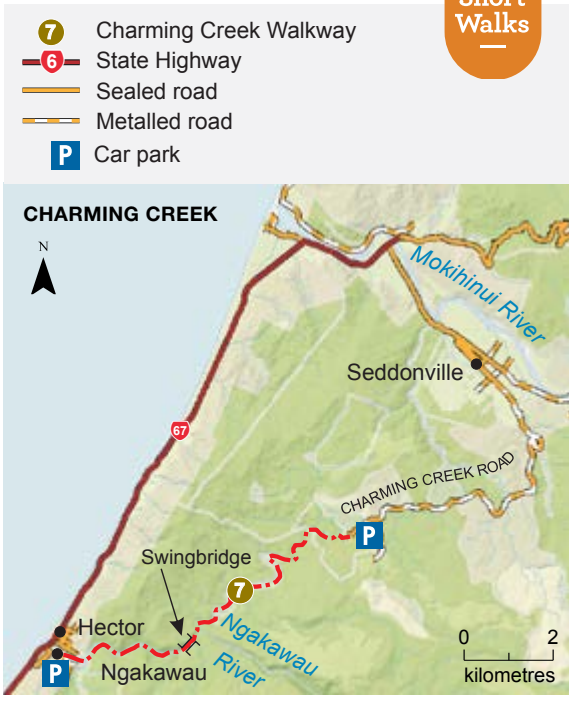 Short
Walks
7 Charming Creek Walkway
6 State Highway
Sealed road
Metalled road
P Car park
CHARMING CREEK
N
Mokihinui River
Seddonville
67
CHARMING CREEK ROAD
P
Swingbridge
7
Hector
Ngakawau
River
P
Ngakawau
0 2
kilometres